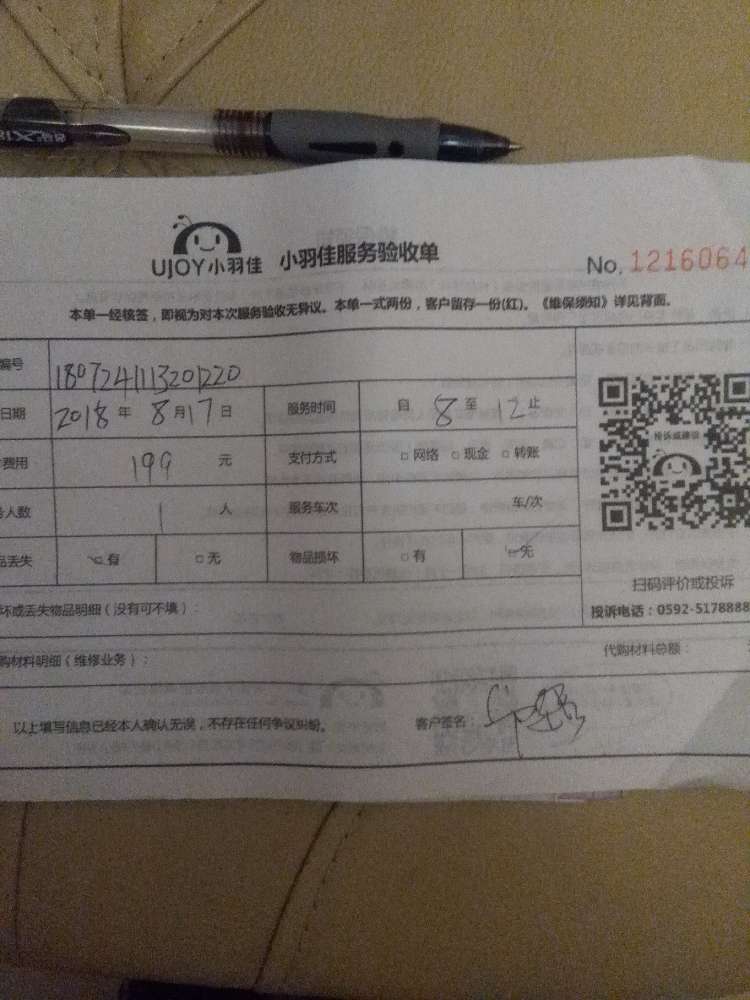 UJOY小羽佳 小羽佳服务验收单 No. 1216064
本单一经核签，即视为对本次服务验收无异议。本单一式两份，客户留存一份(红)。《维保须知》详见背面。
编号 1807241113201220
日期 2018 年 8 月 17 日 服务时间 自 8 至 12 止
费用 199 元 支付方式 □ 网络 □ 现金 □ 转账
人数 1 人 服务车次 车/次
品丢失 □ 有 □ 无 物品损坏 □ 有 □ 无
投诉或建议
扫码评价或投诉
投诉电话：0592-5178888
坏或丢失物品明细（没有可不填）：
购材料明细（维修业务）： 代购材料总额：
以上填写信息已经本人确认无误，不存在任何争议纠纷。 客户签名：